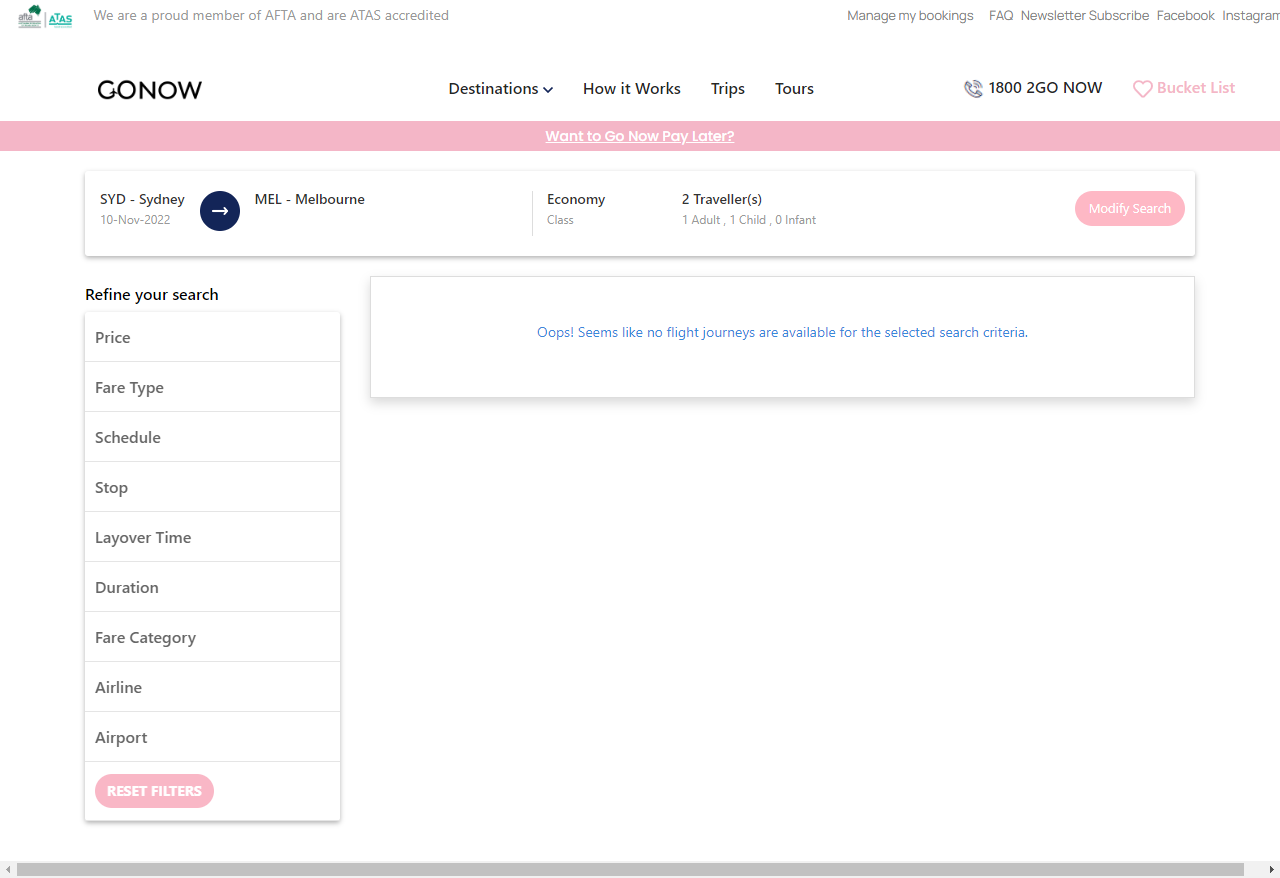 afta ATAS We are a proud member of AFTA and are ATAS accredited Manage my bookings FAQ Newsletter Subscribe Facebook Instagram
GONOW Destinations How it Works Trips Tours 1800 2GO NOW Bucket List
Want to Go Now Pay Later?
SYD - Sydney → MEL - Melbourne Economy 2 Traveller(s) Modify Search
10-Nov-2022 Class 1 Adult , 1 Child , 0 Infant
Refine your search
Oops! Seems like no flight journeys are available for the selected search criteria.
Price
Fare Type
Schedule
Stop
Layover Time
Duration
Fare Category
Airline
Airport
RESET FILTERS